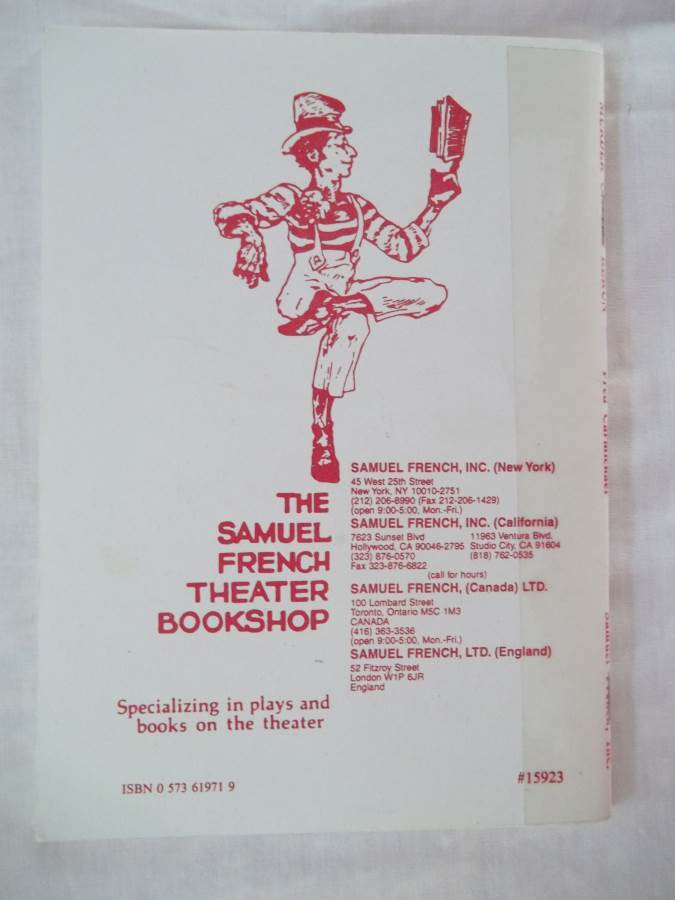 THE
SAMUEL
FRENCH
THEATER
BOOKSHOP
Specializing in plays and
books on the theater
SAMUEL FRENCH, INC. (New York)
45 West 25th Street
New York, NY 10010-2751
(212) 206-8990 (Fax 212-206-1429)
(open 9:00-5:00, Mon.-Fri.)
SAMUEL FRENCH, INC. (California)
7623 Sunset Blvd 11963 Ventura Blvd.
Hollywood, CA 90046-2795 Studio City, CA 91604
(323) 876-0570 (818) 762-0535
Fax 323-876-6822
(call for hours)
SAMUEL FRENCH, (Canada) LTD.
100 Lombard Street
Toronto, Ontario M5C 1M3
CANADA
(416) 363-3536
(open 9:00-5:00, Mon.-Fri.)
SAMUEL FRENCH, LTD. (England)
52 Fitzroy Street
London W1P 6JR
England
ISBN 0 573 61971 9
#15923